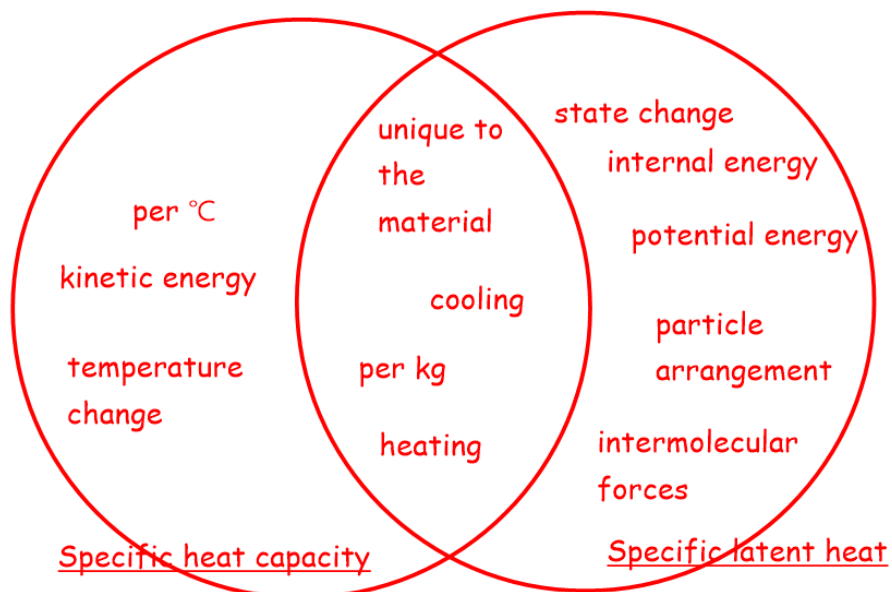 per ℃
kinetic energy
temperature
change
Specific heat capacity
unique to
the
material
cooling
per kg
heating
state change
internal energy
potential energy
particle
arrangement
intermolecular
forces
Specific latent heat